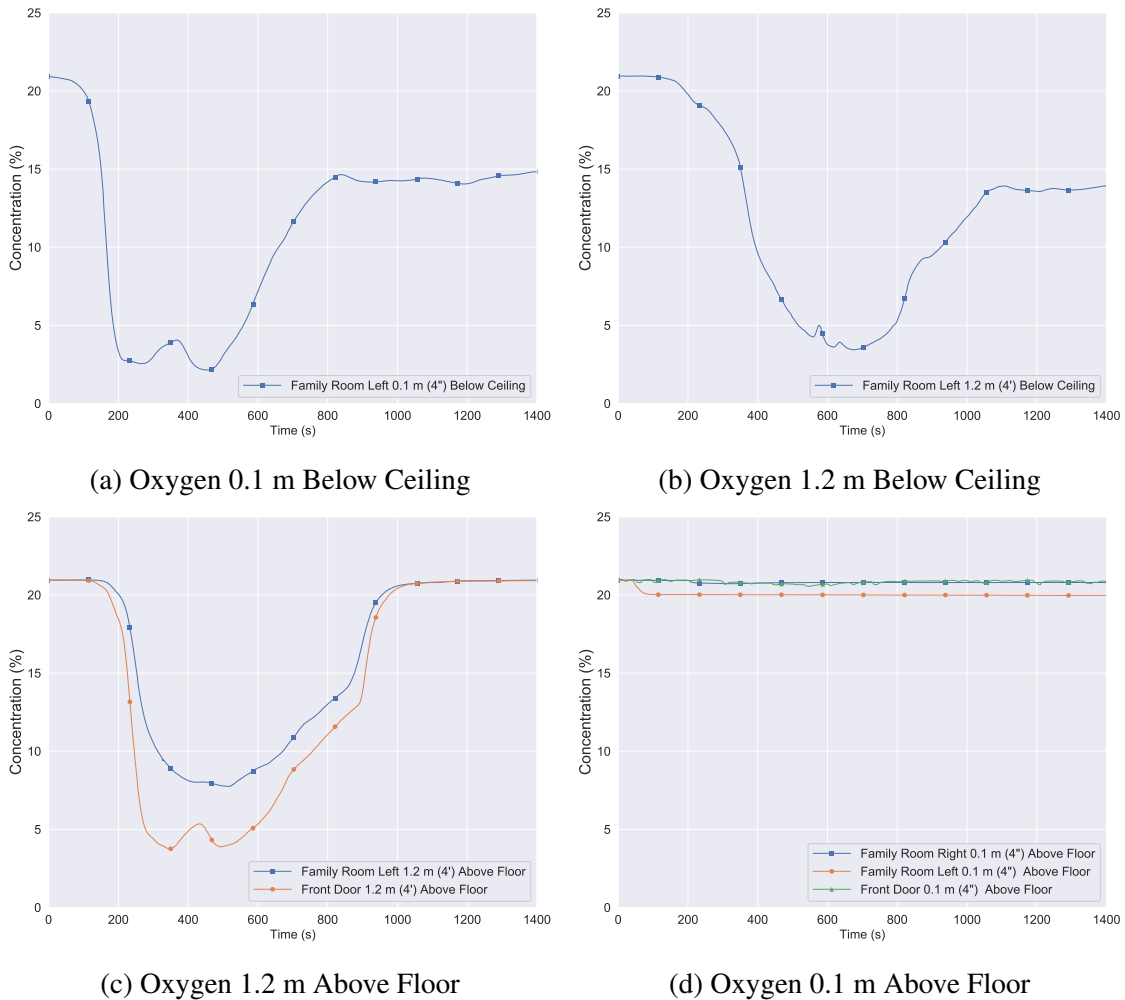 25
20
15
10
5
0
Concentration (%)
0 200 400 600 800 1000 1200 1400
Time (s)
Family Room Left 0.1 m (4") Below Ceiling
(a) Oxygen 0.1 m Below Ceiling
25
20
15
10
5
0
Concentration (%)
0 200 400 600 800 1000 1200 1400
Time (s)
Family Room Left 1.2 m (4') Below Ceiling
(b) Oxygen 1.2 m Below Ceiling
25
20
15
10
5
0
Concentration (%)
0 200 400 600 800 1000 1200 1400
Time (s)
Family Room Left 1.2 m (4') Above Floor
Front Door 1.2 m (4') Above Floor
(c) Oxygen 1.2 m Above Floor
25
20
15
10
5
0
Concentration (%)
0 200 400 600 800 1000 1200 1400
Time (s)
Family Room Right 0.1 m (4") Above Floor
Family Room Left 0.1 m (4") Above Floor
Front Door 0.1 m (4") Above Floor
(d) Oxygen 0.1 m Above Floor